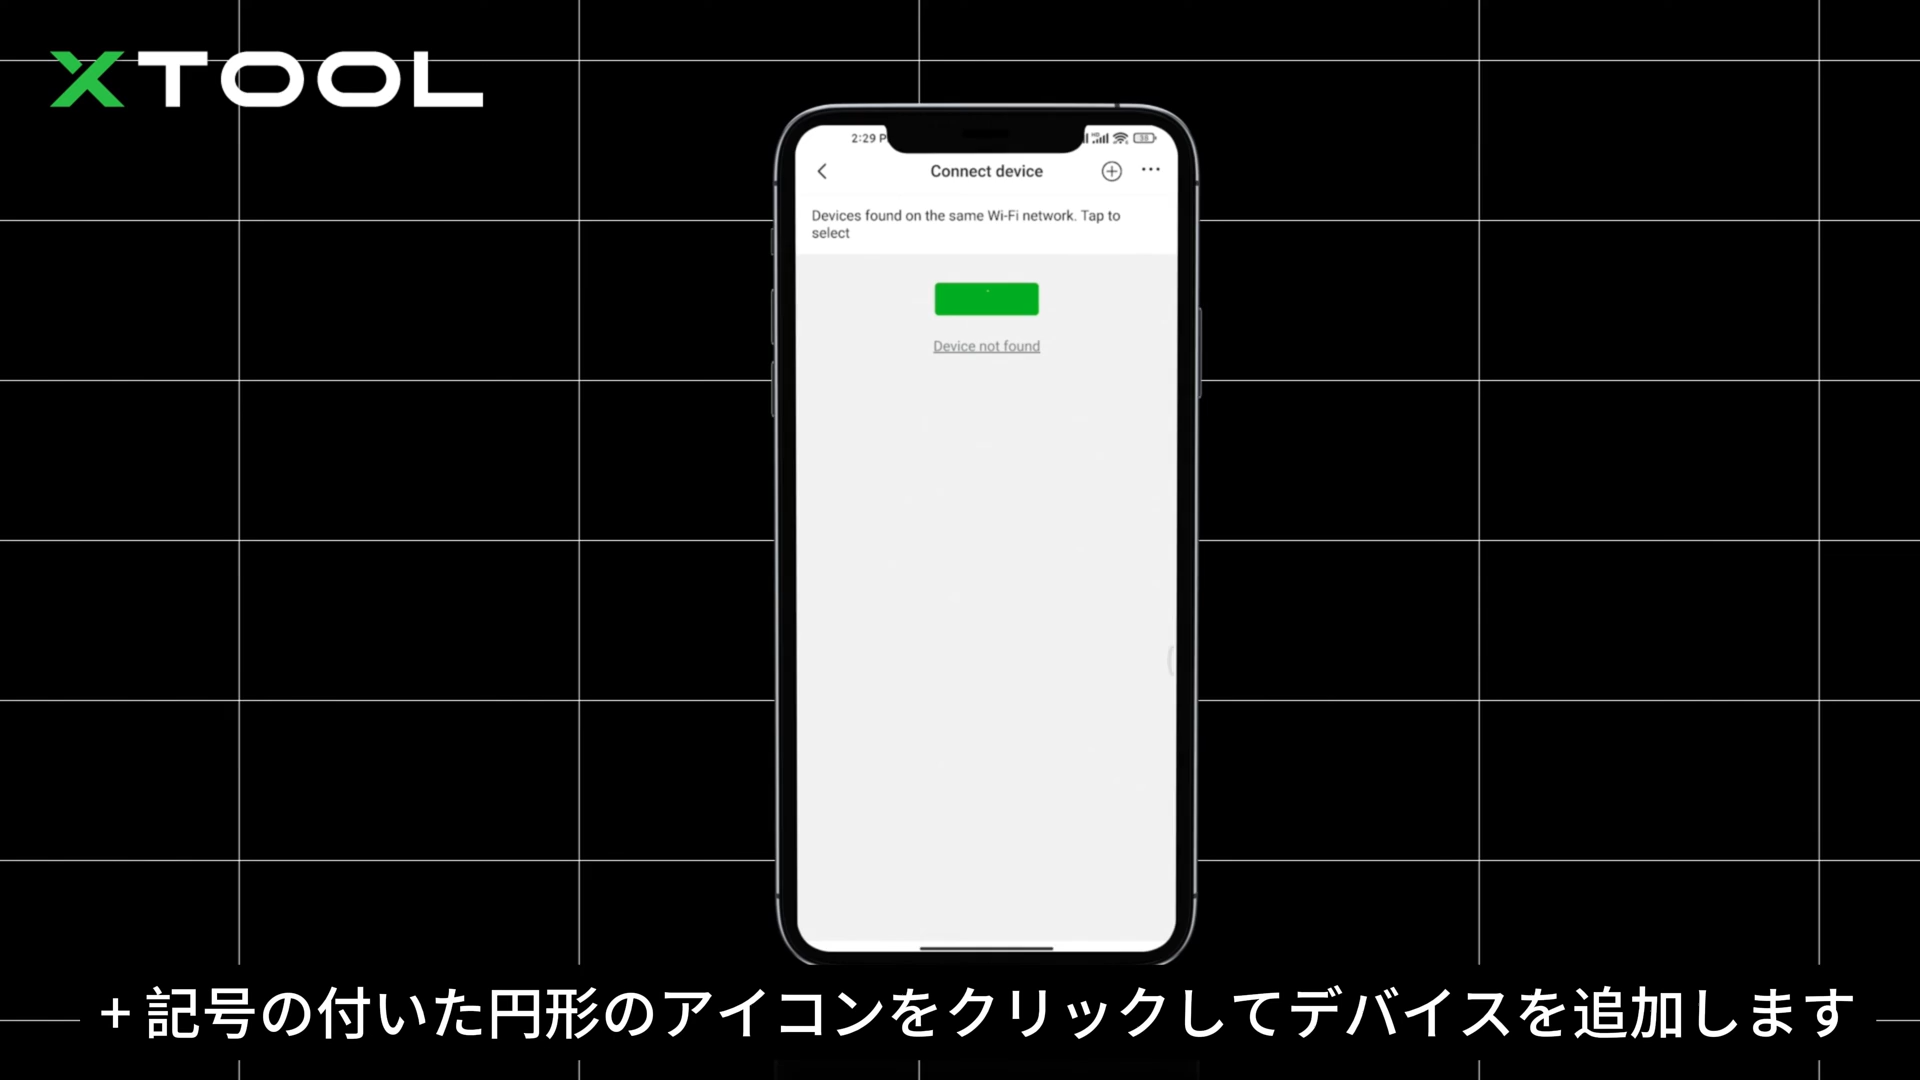 XTOOL
2:29 P
Connect device
Devices found on the same Wi-Fi network. Tap to
select
Device not found
+ 記号の付いた円形のアイコンをクリックしてデバイスを追加します